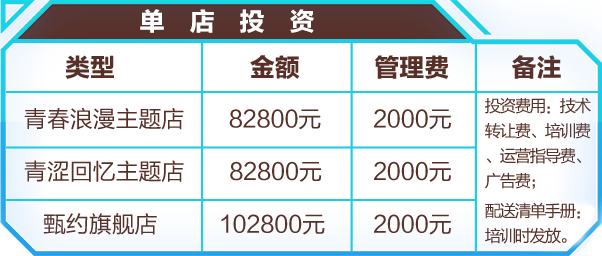 单店投资
类型 金额 管理费 备注
青春浪漫主题店 82800元 2000元
青涩回忆主题店 82800元 2000元
甄约旗舰店 102800元 2000元
投资费用：技术
转让费、培训费
、运营指导费、
广告费；
配送清单手册：
培训时发放。